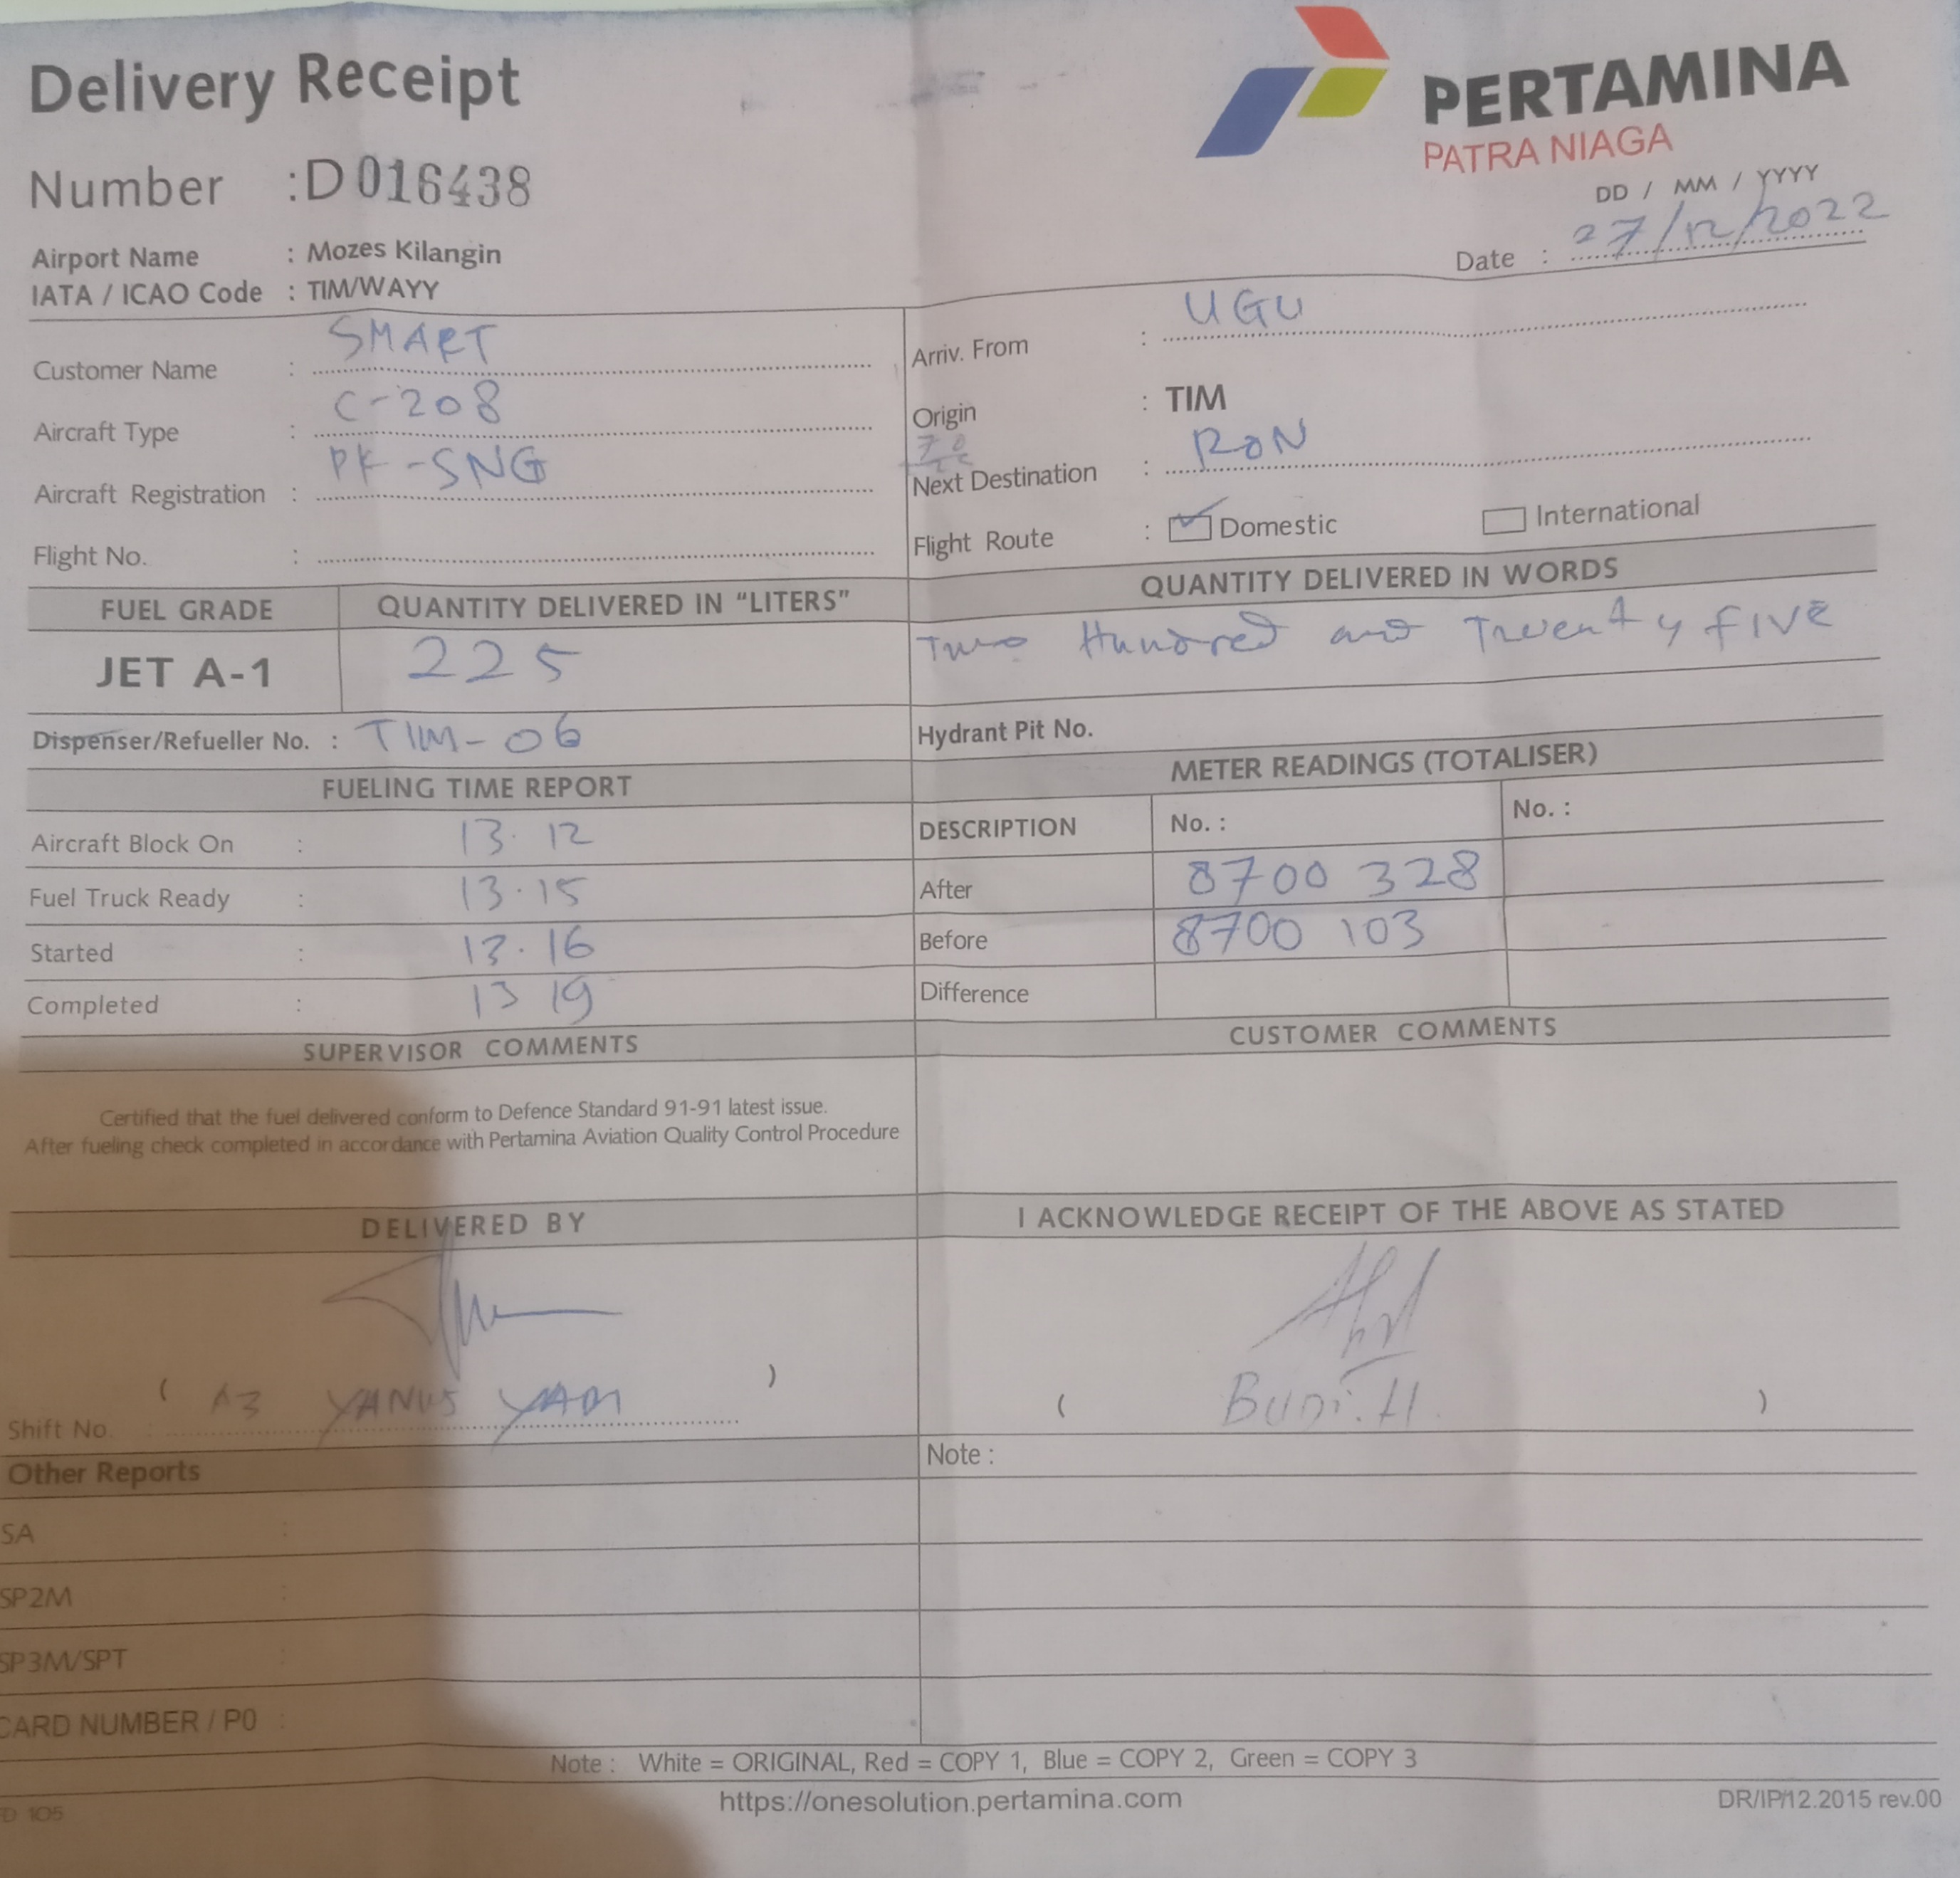 Delivery Receipt
PERTAMINA
PATRA NIAGA
Number : D 016438
DD / MM / YYYY
Date : 27/12/2022
Airport Name : Mozes Kilangin
IATA / ICAO Code : TIM/WAYY
Customer Name : SMART
Aircraft Type : C-208
Aircraft Registration : PK-SNG
Flight No. :
Arriv. From : UGU
Origin : TIM
Next Destination : RON
Flight Route : Domestic International
FUEL GRADE QUANTITY DELIVERED IN "LITERS" QUANTITY DELIVERED IN WORDS
JET A-1 225 Two Hundred and Twenty FIVE
Dispenser/Refueller No. : TIM-06 Hydrant Pit No.
FUELING TIME REPORT
Aircraft Block On : 13.12
Fuel Truck Ready : 13.15
Started : 13.16
Completed : 13 19
METER READINGS (TOTALISER)
DESCRIPTION No. : No. :
After 8700 328
Before 8700 103
Difference
SUPERVISOR COMMENTS
Certified that the fuel delivered conform to Defence Standard 91-91 latest issue.
After fueling check completed in accordance with Pertamina Aviation Quality Control Procedure
CUSTOMER COMMENTS
DELIVERED BY
( )
Shift No. : A3 YANUS
I ACKNOWLEDGE RECEIPT OF THE ABOVE AS STATED
( Budi.H. )
Other Reports Note :
SA :
SP2M :
SP3M/SPT :
CARD NUMBER / P0 :
Note : White = ORIGINAL, Red = COPY 1, Blue = COPY 2, Green = COPY 3
https://onesolution.pertamina.com
D 105
DR/IP/12.2015 rev.00